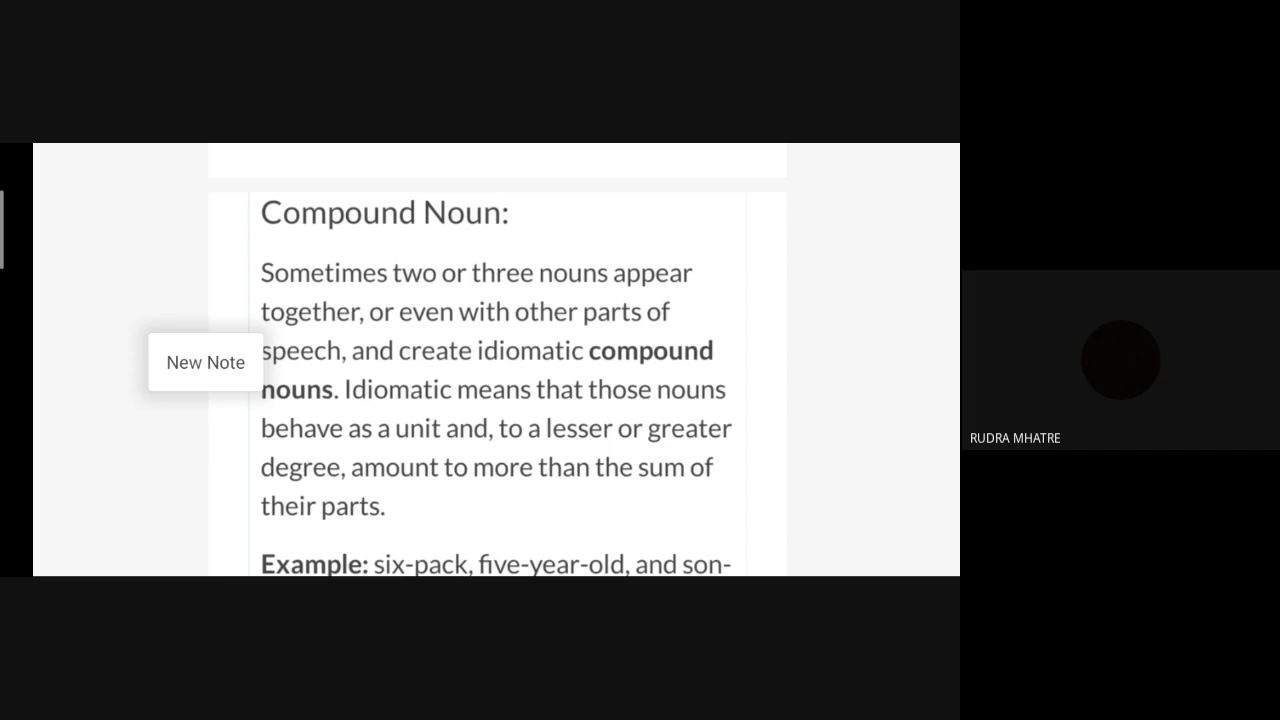 Compound Noun:
Sometimes two or three nouns appear
together, or even with other parts of
speech, and create idiomatic compound
New Note
nouns. Idiomatic means that those nouns
behave as a unit and, to a lesser or greater
degree, amount to more than the sum of
their parts.
RUDRA MHATRE
Example: six-pack, five-year-old, and son-